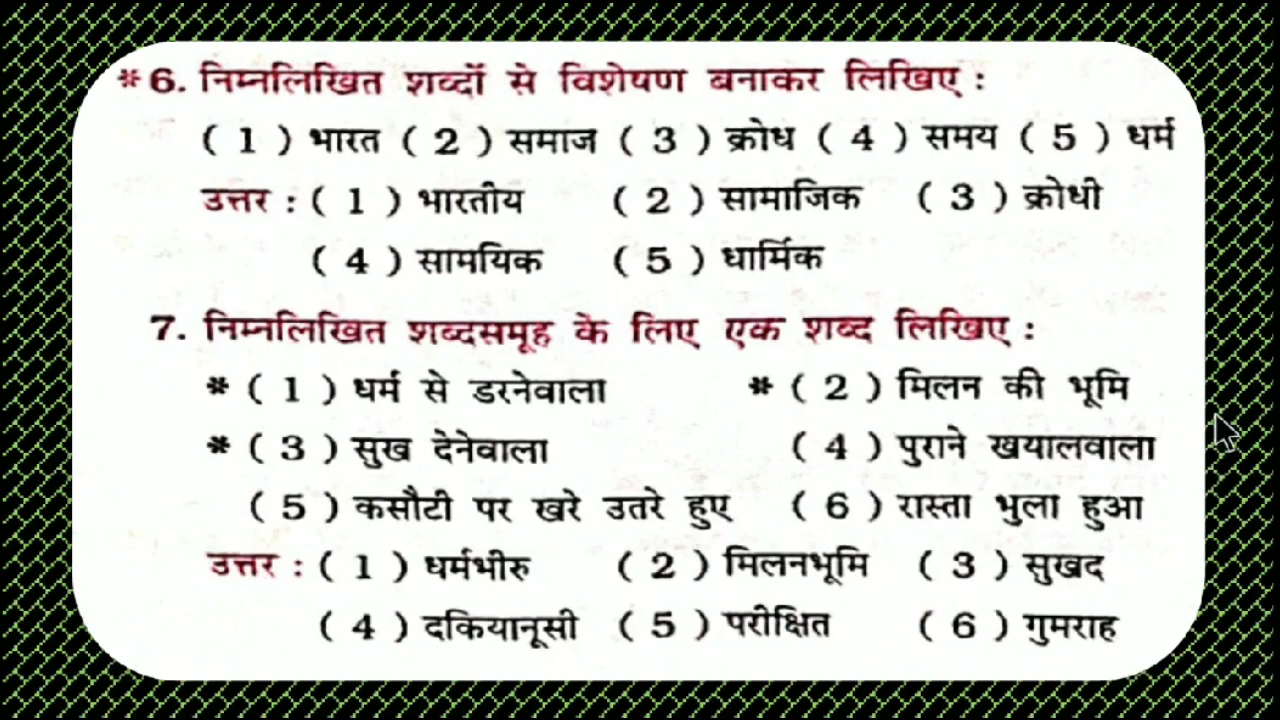 *6. निम्नलिखित शब्दों से विशेषण बनाकर लिखिए :
( 1 ) भारत ( 2 ) समाज ( 3 ) क्रोध ( 4 ) समय ( 5 ) धर्म
उत्तर : ( 1 ) भारतीय ( 2 ) सामाजिक ( 3 ) क्रोधी
( 4 ) सामयिक ( 5 ) धार्मिक
7. निम्नलिखित शब्दसमूह के लिए एक शब्द लिखिए :
* ( 1 ) धर्म से डरनेवाला * ( 2 ) मिलन की भूमि
* ( 3 ) सुख देनेवाला ( 4 ) पुराने खयालवाला
( 5 ) कसौटी पर खरे उतरे हुए ( 6 ) रास्ता भुला हुआ
उत्तर : ( 1 ) धर्मभीरु ( 2 ) मिलनभूमि ( 3 ) सुखद
( 4 ) दकियानूसी ( 5 ) परीक्षित ( 6 ) गुमराह